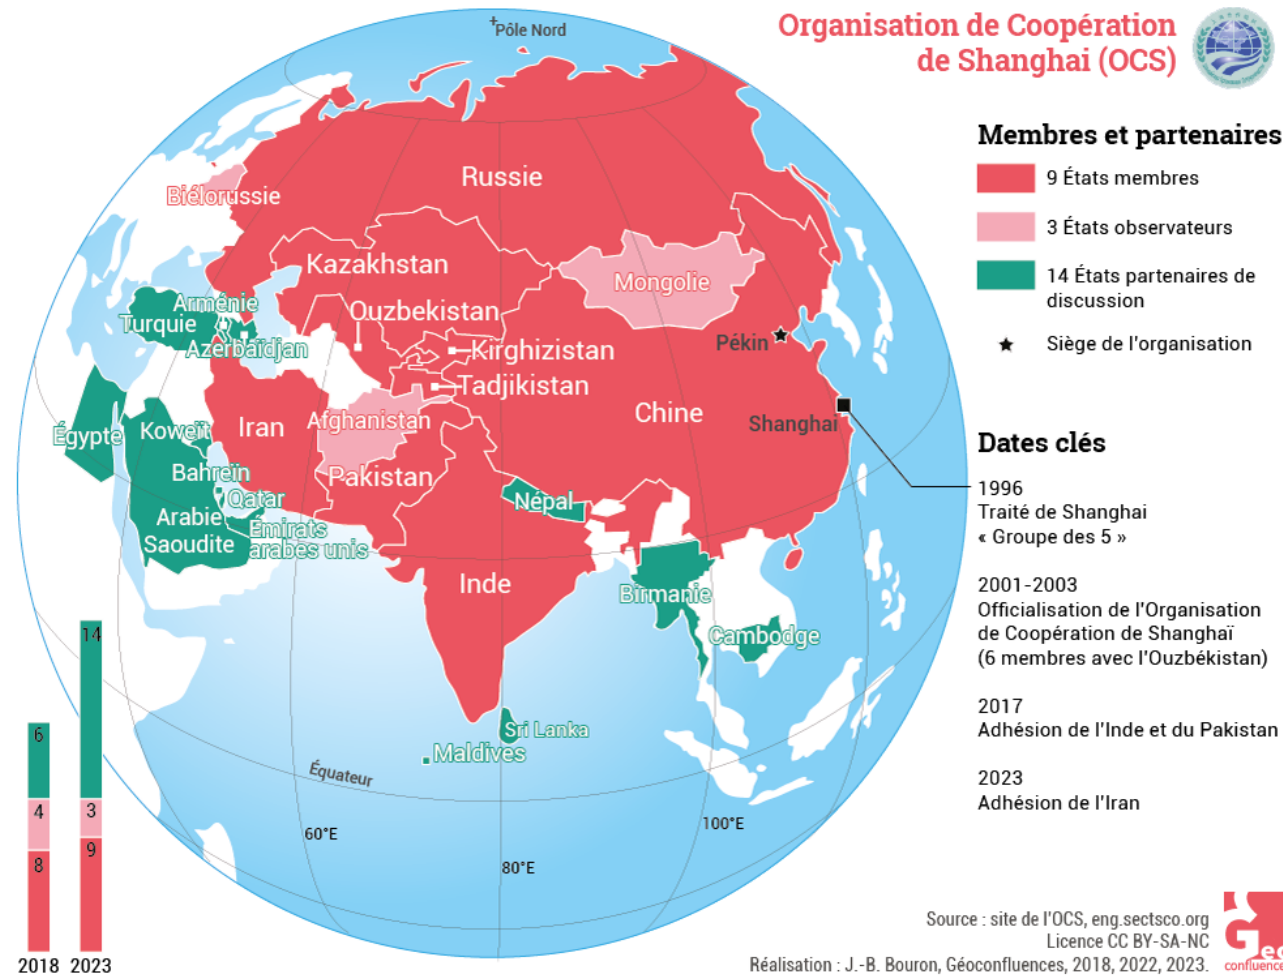 Organisation de Coopération
de Shanghai (OCS)
Membres et partenaires
9 États membres
3 États observateurs
14 États partenaires de
discussion
Siège de l'organisation
Dates clés
1996
Traité de Shanghai
« Groupe des 5 »
2001-2003
Officialisation de l'Organisation
de Coopération de Shanghaï
(6 membres avec l'Ouzbékistan)
2017
Adhésion de l'Inde et du Pakistan
2023
Adhésion de l'Iran
Pôle Nord
Russie
Biélorussie
Kazakhstan
Mongolie
Arménie
Ouzbekistan
Turquie
Azerbaïdjan
Kirghizistan
Pékin
Tadjikistan
Chine
Afghanistan
Shanghai
Iran
Koweït
Égypte
Bahreïn
Pakistan
Qatar
Népal
Arabie
Saoudite
Émirats
arabes unis
Inde
Birmanie
Cambodge
Sri Lanka
Maldives
Équateur
60°E
80°E
100°E
14
6
4
3
8
9
2018
2023
Source : site de l'OCS, eng.sectsco.org
Licence CC BY-SA-NC
Réalisation : J.-B. Bouron, Géoconfluences, 2018, 2022, 2023.
confluence